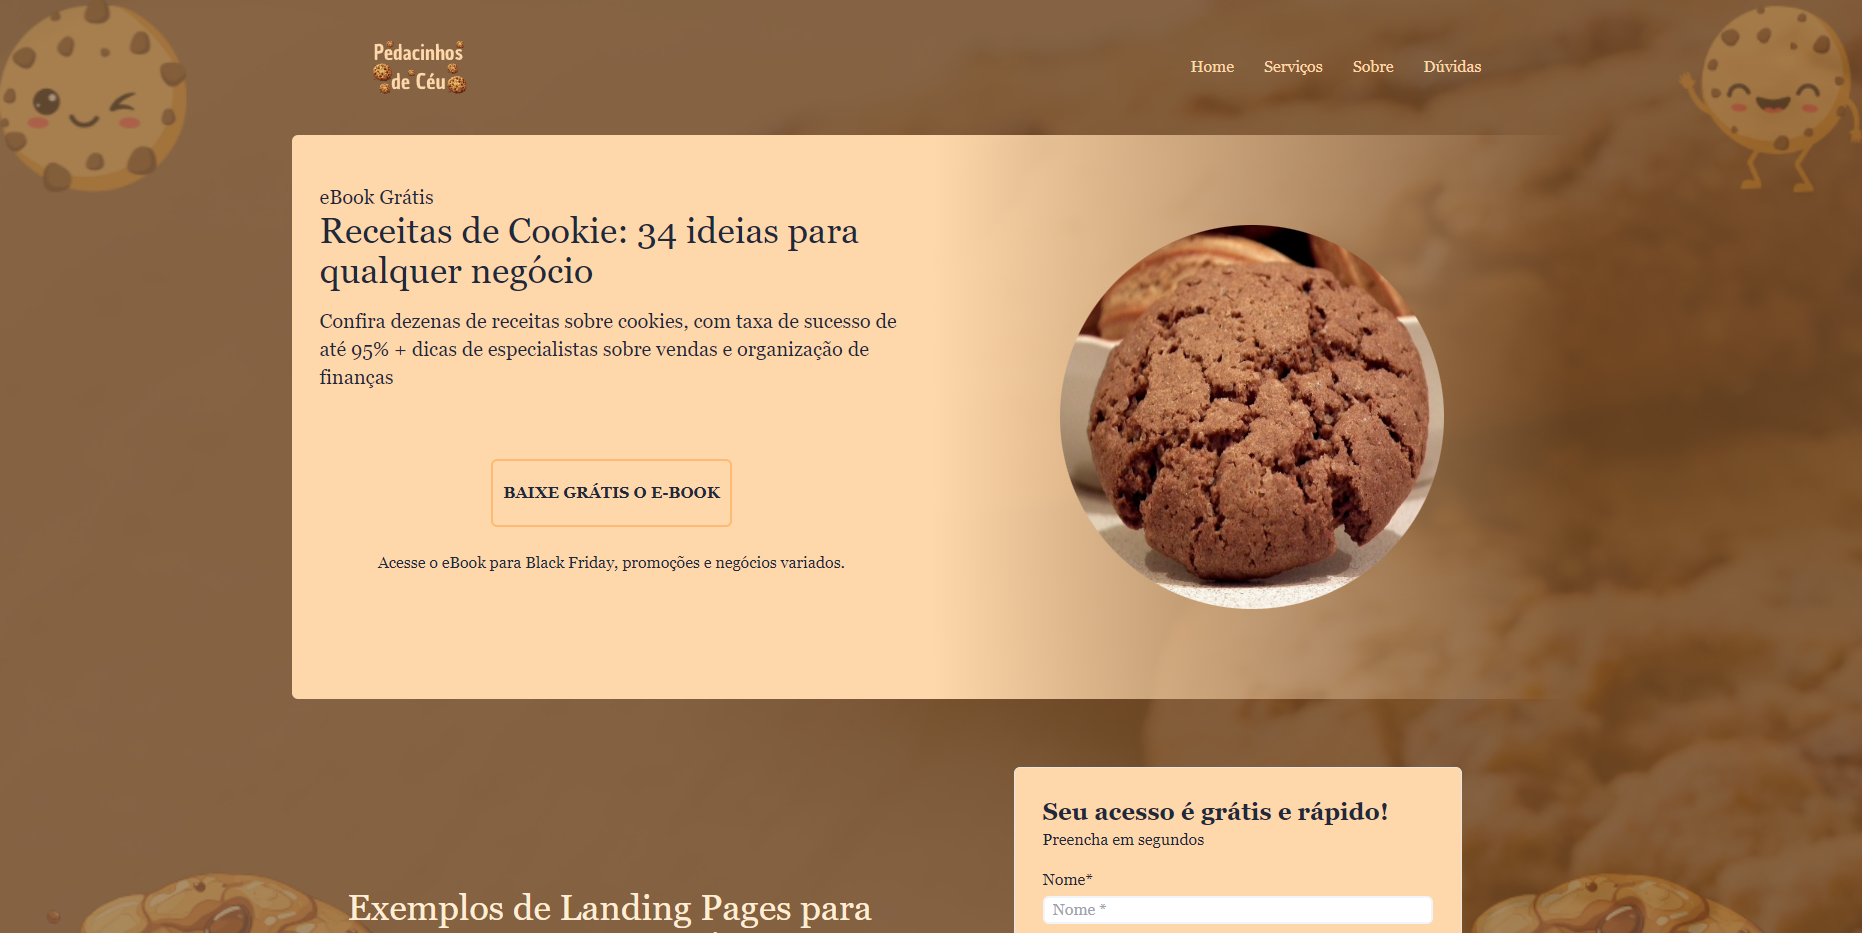 Pedacinhos
de Céu
Home
Serviços
Sobre
Dúvidas
eBook Grátis
Receitas de Cookie: 34 ideias para
qualquer negócio
Confira dezenas de receitas sobre cookies, com taxa de sucesso de
até 95% + dicas de especialistas sobre vendas e organização de
finanças
BAIXE GRÁTIS O E-BOOK
Acesse o eBook para Black Friday, promoções e negócios variados.
Seu acesso é grátis e rápido!
Preencha em segundos
Nome*
Nome *
Exemplos de Landing Pages para